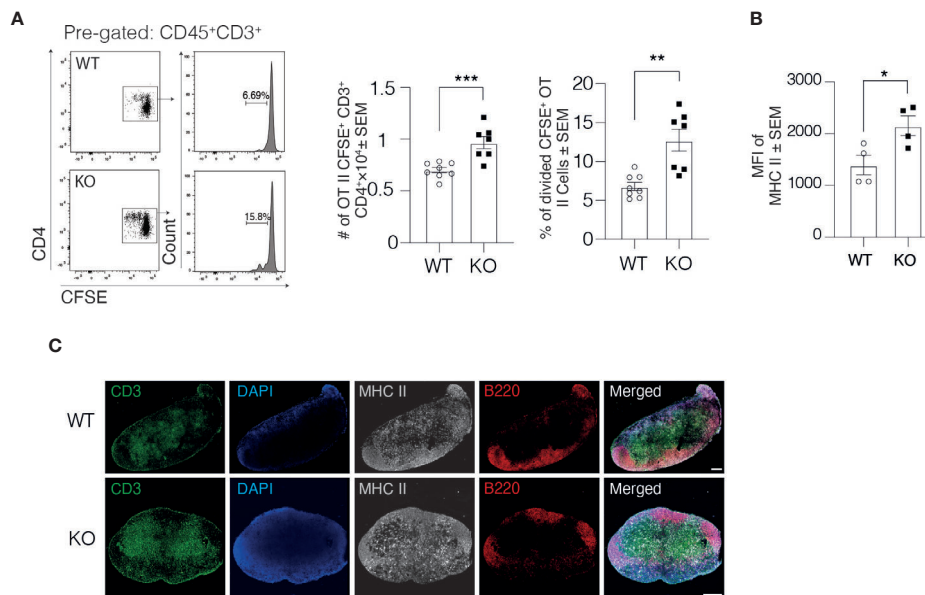 A
Pre-gated: CD45⁺CD3⁺
WT
6.69%
KO
15.8%
CD4
Count
CFSE
# of OT II CFSE⁺ CD3⁺
CD4⁺×10⁴± SEM
1.5
1
0.5
0
***
WT KO
% of divided CFSE⁺ OT
II Cells ± SEM
20
15
10
5
0
**
WT KO
B
MFI of
MHC II ± SEM
3000
2000
1000
0
*
WT KO
C
WT
CD3 DAPI MHC II B220 Merged
KO
CD3 DAPI MHC II B220 Merged